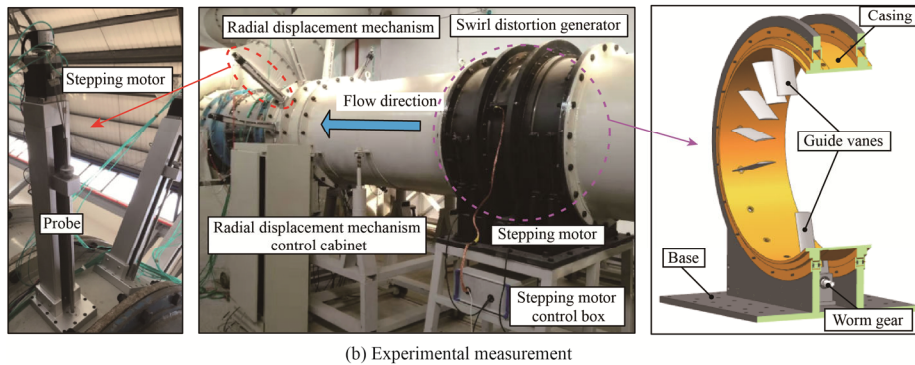 Stepping motor
Probe
Radial displacement mechanism
Swirl distortion generator
Flow direction
Radial displacement mechanism
control cabinet
Stepping motor
Stepping motor
control box
Casing
Guide vanes
Base
Worm gear
(b) Experimental measurement